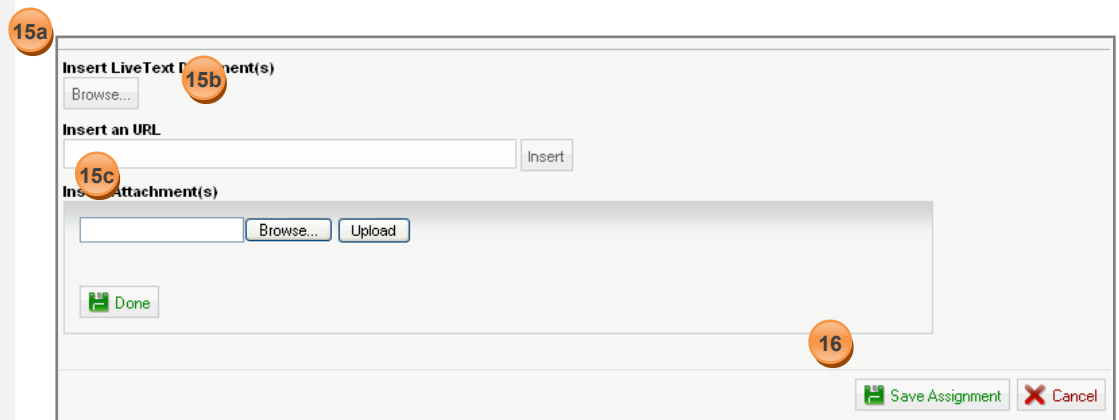 15a
Insert LiveText D ment(s)
15b
Browse...
Insert an URL
Insert
15c
Ins Attachment(s)
Browse... Upload
Done
16
Save Assignment Cancel